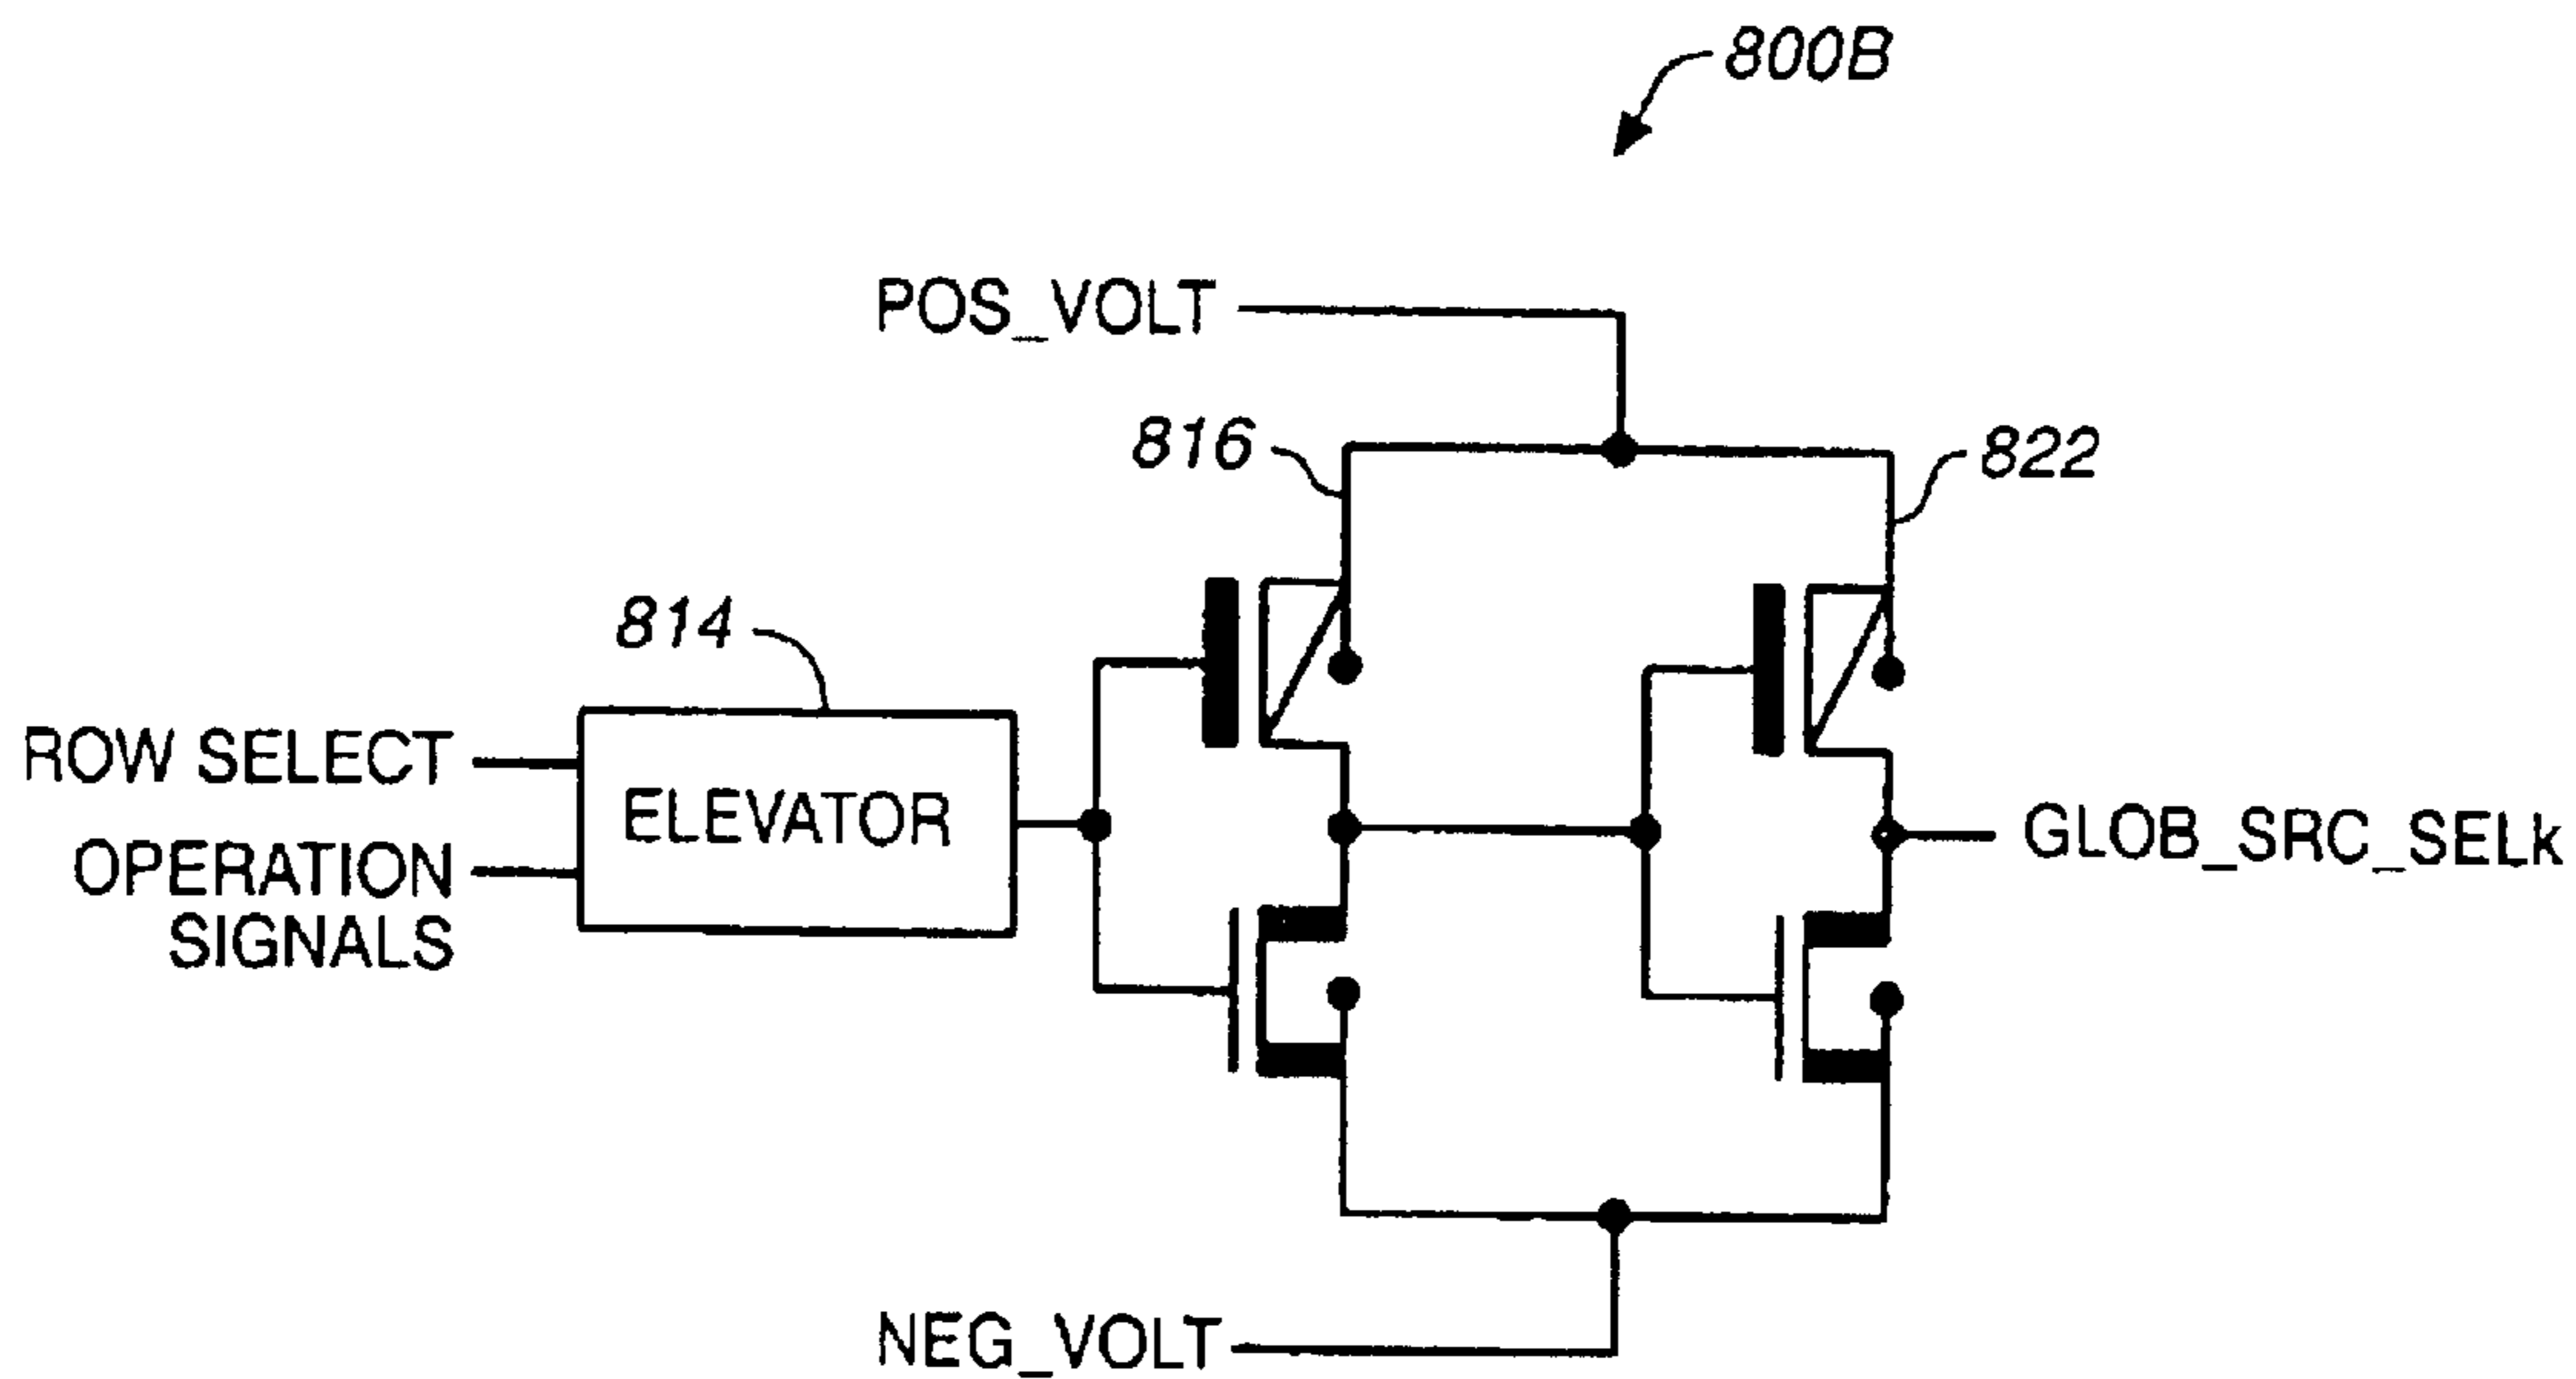 800B
POS_VOLT
816
822
814
ROW SELECT
ELEVATOR
GLOB_SRC_SELk
OPERATION
SIGNALS
NEG_VOLT